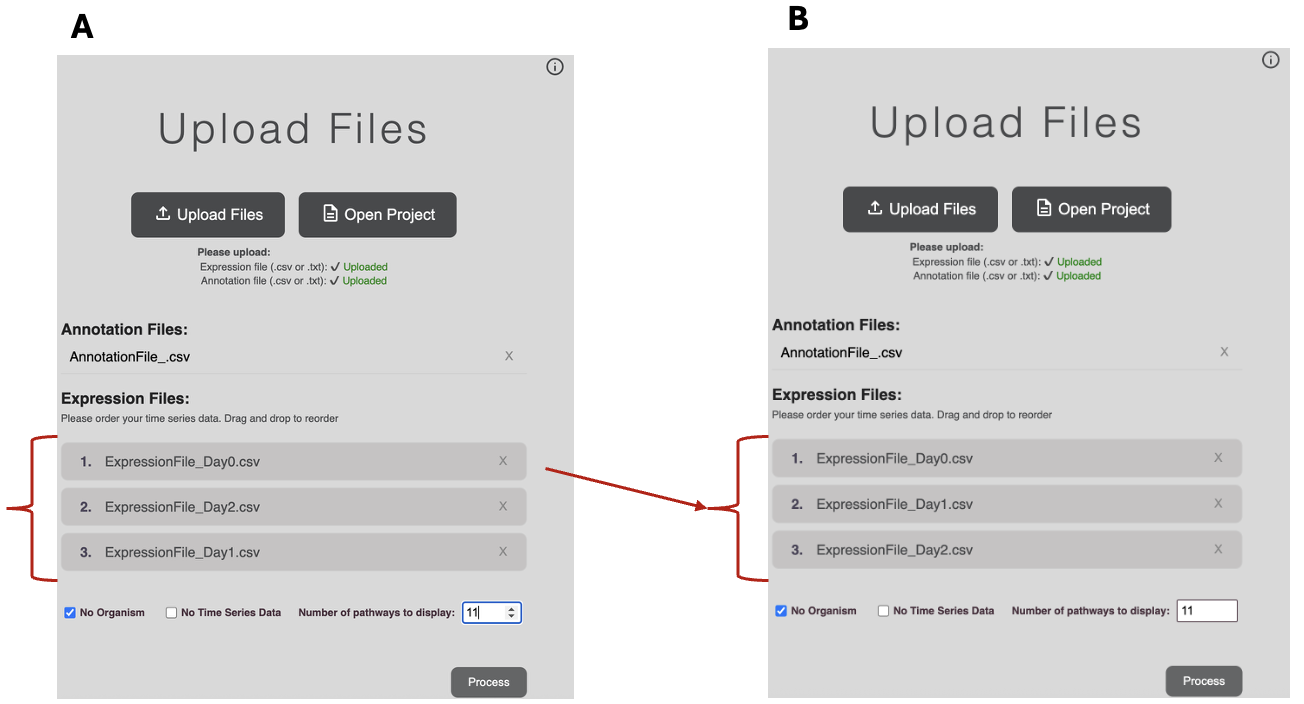 A
Upload Files
Upload Files
Open Project
Please upload:
Expression file (.csv or .txt): ✓ Uploaded
Annotation file (.csv or .txt): ✓ Uploaded
Annotation Files:
AnnotationFile_.csv X
Expression Files:
Please order your time series data. Drag and drop to reorder
1. ExpressionFile_Day0.csv X
2. ExpressionFile_Day2.csv X
3. ExpressionFile_Day1.csv X
No Organism No Time Series Data Number of pathways to display: 11
Process
B
Upload Files
Upload Files
Open Project
Please upload:
Expression file (.csv or .txt): ✓ Uploaded
Annotation file (.csv or .txt): ✓ Uploaded
Annotation Files:
AnnotationFile_.csv X
Expression Files:
Please order your time series data. Drag and drop to reorder
1. ExpressionFile_Day0.csv X
2. ExpressionFile_Day1.csv X
3. ExpressionFile_Day2.csv X
No Organism No Time Series Data Number of pathways to display: 11
Process